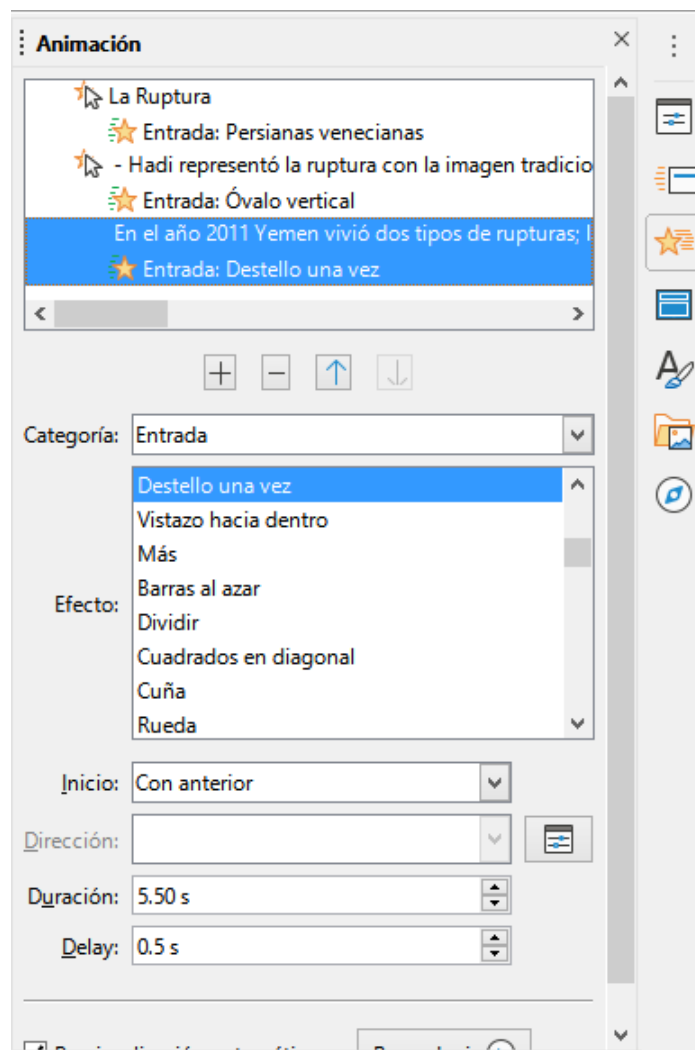 Animación
La Ruptura
Entrada: Persianas venecianas
- Hadi representó la ruptura con la imagen tradicio
Entrada: Óvalo vertical
En el año 2011 Yemen vivió dos tipos de rupturas; l
Entrada: Destello una vez
Categoría: Entrada
Destello una vez
Vistazo hacia dentro
Más
Barras al azar
Efecto:
Dividir
Cuadrados en diagonal
Cuña
Rueda
Inicio: Con anterior
Dirección:
Duración: 5.50 s
Delay: 0.5 s